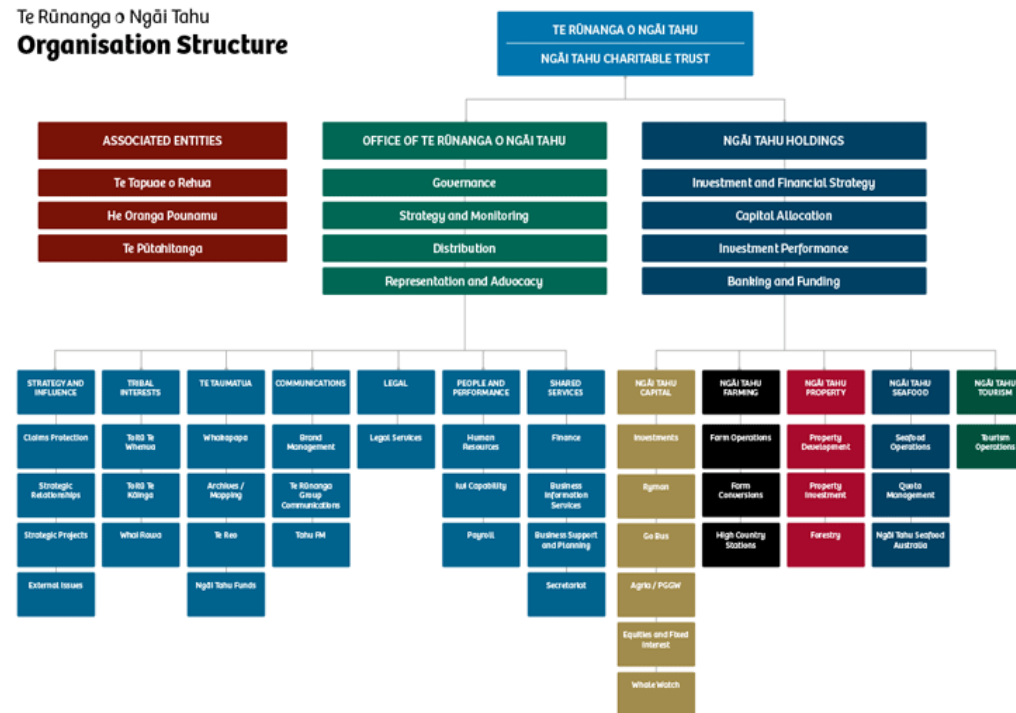 Te Rūnanga o Ngāi Tahu
Organisation Structure
TE RŪNANGA O NGĀI TAHU
NGĀI TAHU CHARITABLE TRUST
ASSOCIATED ENTITIES
Te Tapuae o Rehua
He Oranga Pounamu
Te Pūtahitanga
OFFICE OF TE RŪNANGA O NGĀI TAHU
Governance
Strategy and Monitoring
Distribution
Representation and Advocacy
NGĀI TAHU HOLDINGS
Investment and Financial Strategy
Capital Allocation
Investment Performance
Banking and Funding
STRATEGY AND
INFLUENCE
Claims Protection
Strategic
Relationships
Strategic Projects
External Issues
TRIBAL
INTERESTS
Toitū Te
Whenua
Toitū Te
Kāinga
Whai Rawa
TE TAUMATUA
Whakapapa
Archives /
Mapping
Te Reo
Ngāi Tahu Funds
COMMUNICATIONS
Brand
Management
Te Rūnanga
Group
Communications
Tahu FM
LEGAL
Legal Services
PEOPLE AND
PERFORMANCE
Human
Resources
Iwi Capability
Payroll
SHARED
SERVICES
Finance
Business
Information
Services
Business Support
and Planning
Secretariat
NGĀI TAHU
CAPITAL
Investments
Ryman
Go Bus
Agria / PGGW
Equities and Fixed
Interest
Whale Watch
NGĀI TAHU
FARMING
Farm Operations
Farm
Conversions
High Country
Stations
NGĀI TAHU
PROPERTY
Property
Development
Property
Investment
Forestry
NGĀI TAHU
SEAFOOD
Seafood
Operations
Quota
Management
Ngāi Tahu Seafood
Australia
NGĀI TAHU
TOURISM
Tourism
Operations